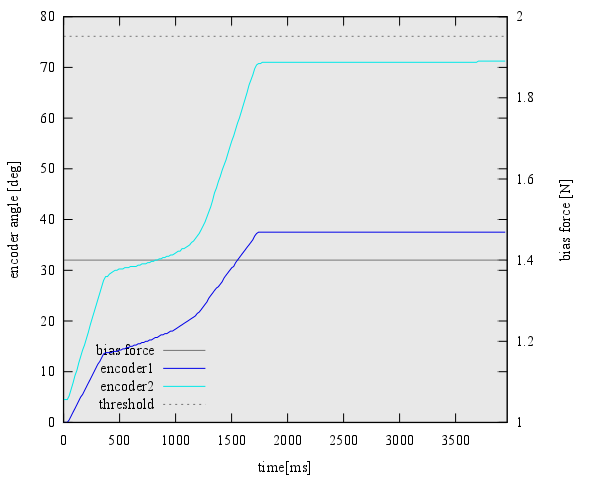 80
70
60
50
40
30
20
10
0
encoder angle [deg]
2
1.8
1.6
1.4
1.2
1
bias force [N]
bias force
encoder1
encoder2
threshold
0 500 1000 1500 2000 2500 3000 3500
time[ms]